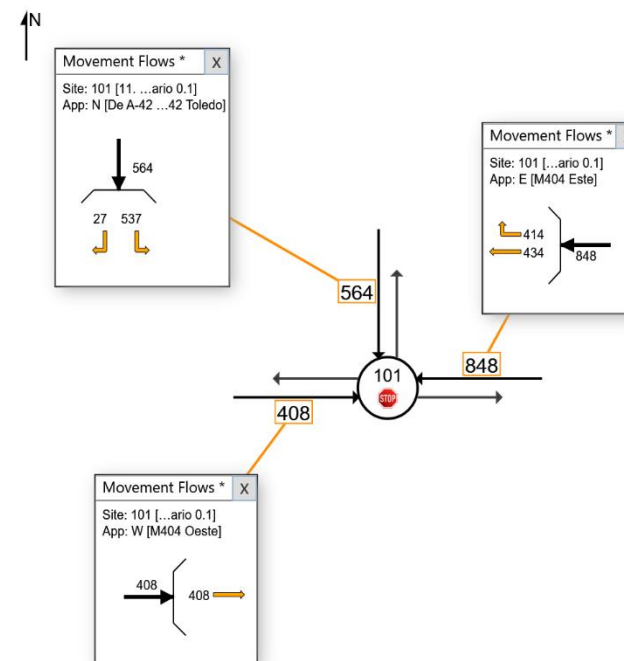 N
Movement Flows * X
Site: 101 [11. ...ario 0.1]
App: N [De A-42 ...42 Toledo]
564
27 537
Movement Flows *
Site: 101 [...ario 0.1]
App: E [M404 Este]
414
434
848
564
848
101
STOP
408
Movement Flows * X
Site: 101 [...ario 0.1]
App: W [M404 Oeste]
408
408